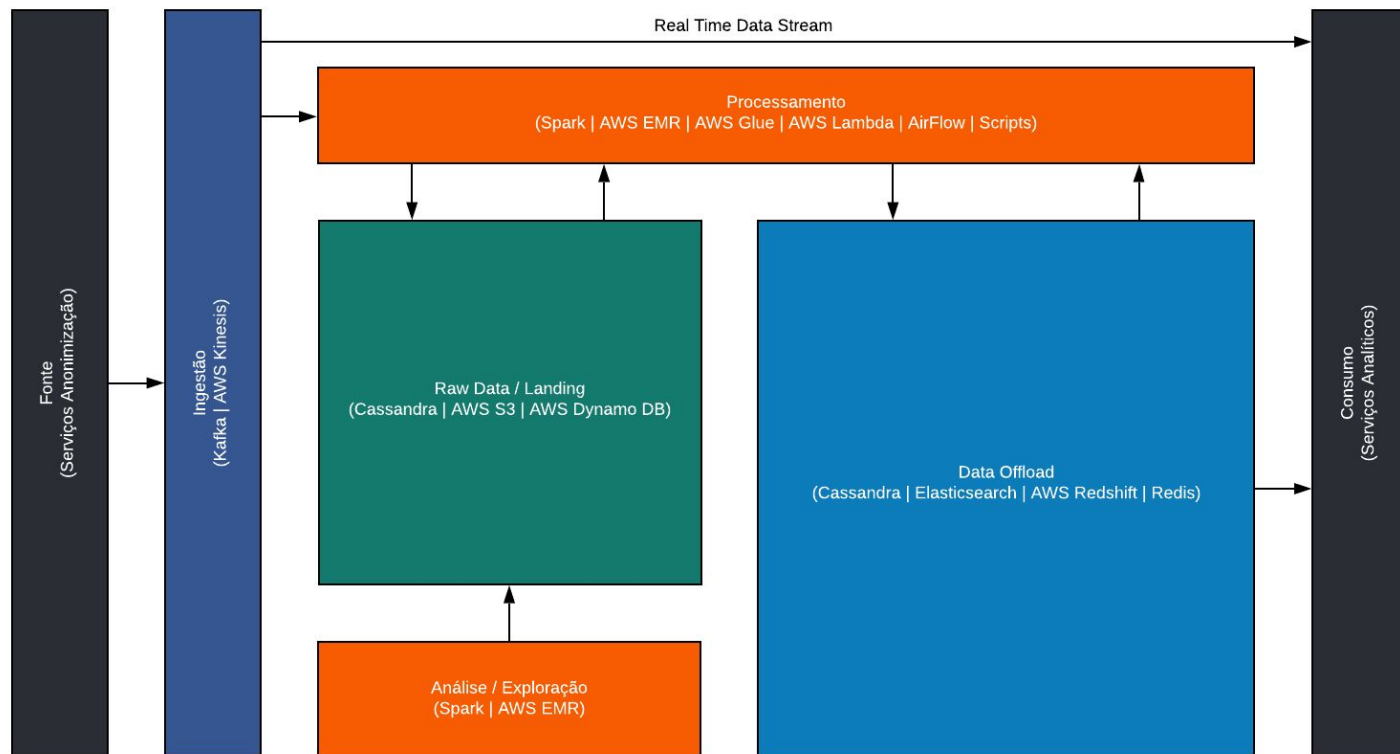 Real Time Data Stream
Fonte
(Serviços Anonimização)
Ingestão
(Kafka | AWS Kinesis)
Processamento
(Spark | AWS EMR | AWS Glue | AWS Lambda | AirFlow | Scripts)
Raw Data / Landing
(Cassandra | AWS S3 | AWS Dynamo DB)
Análise / Exploração
(Spark | AWS EMR)
Data Offload
(Cassandra | Elasticsearch | AWS Redshift | Redis)
Consumo
(Serviços Analíticos)